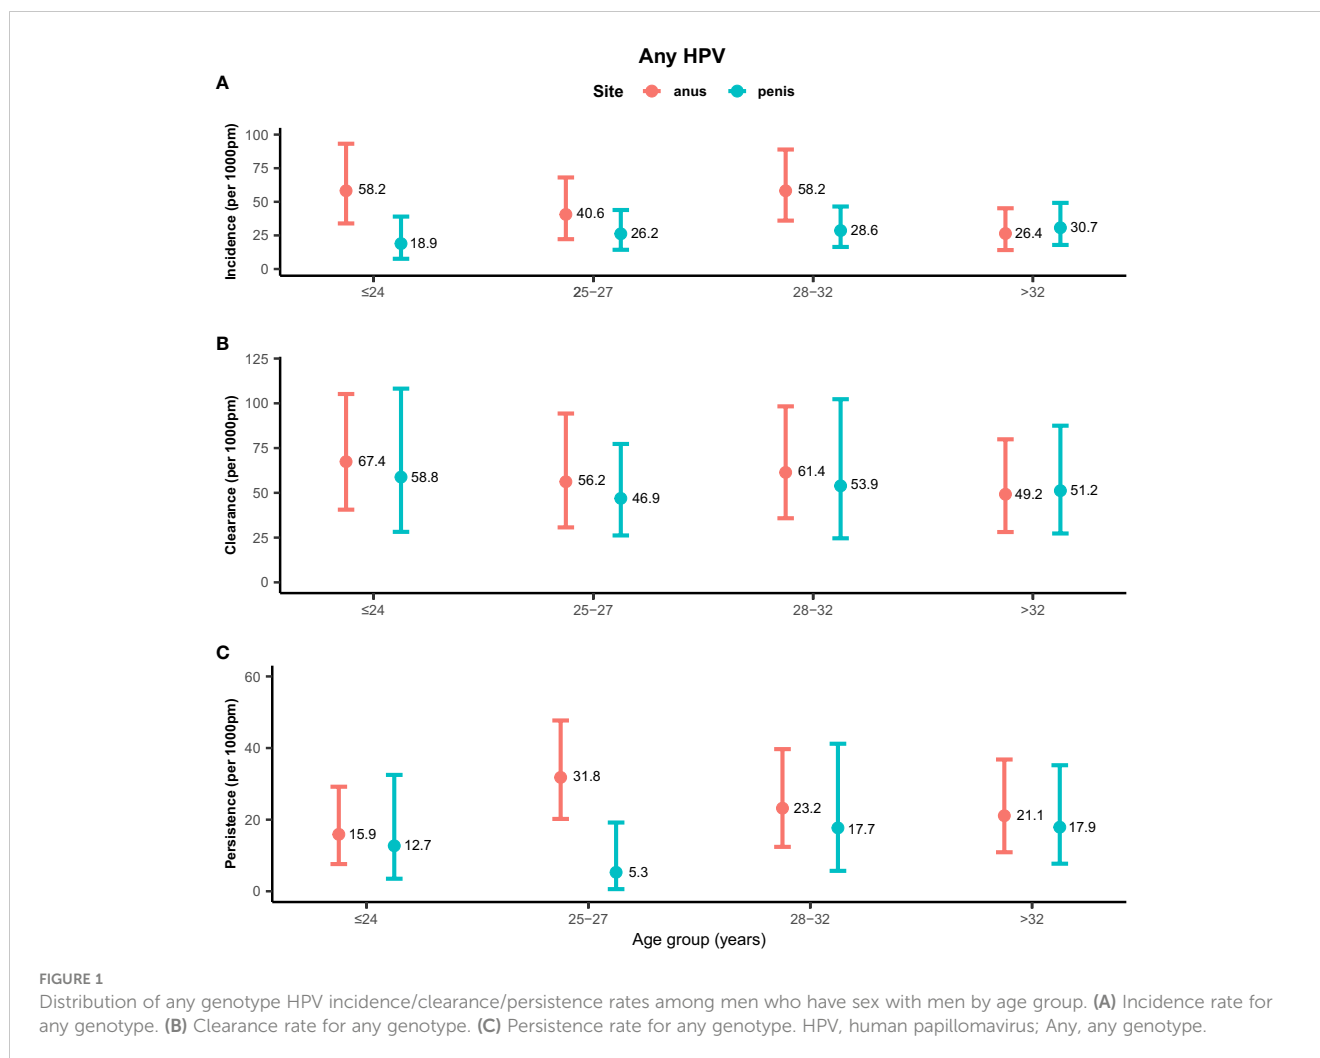 Any HPV
A
Site anus penis
Incidence (per 1000pm)
100
75
50
25
0
58.2
18.9
40.6
26.2
58.2
28.6
26.4
30.7
≤24 25−27 28−32 >32
B
Clearance (per 1000pm)
125
100
75
50
25
0
67.4
58.8
56.2
46.9
61.4
53.9
49.2
51.2
≤24 25−27 28−32 >32
C
Persistence (per 1000pm)
60
40
20
0
15.9
12.7
31.8
5.3
23.2
17.7
21.1
17.9
≤24 25−27 28−32 >32
Age group (years)
FIGURE 1
Distribution of any genotype HPV incidence/clearance/persistence rates among men who have sex with men by age group. (A) Incidence rate for
any genotype. (B) Clearance rate for any genotype. (C) Persistence rate for any genotype. HPV, human papillomavirus; Any, any genotype.